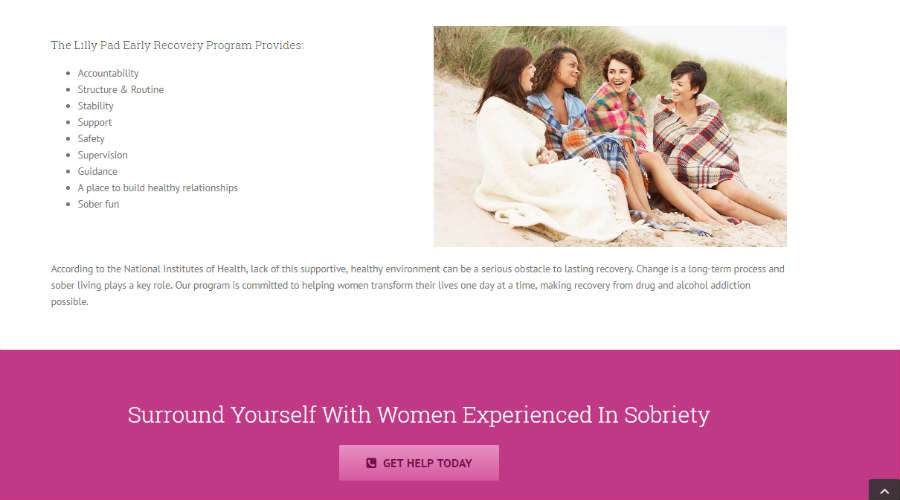 The Lilly Pad Early Recovery Program Provides:
Accountability
Structure & Routine
Stability
Support
Safety
Supervision
Guidance
A place to build healthy relationships
Sober fun
According to the National Institutes of Health, lack of this supportive, healthy environment can be a serious obstacle to lasting recovery. Change is a long-term process and
sober living plays a key role. Our program is committed to helping women transform their lives one day at a time, making recovery from drug and alcohol addiction
possible.
Surround Yourself With Women Experienced In Sobriety
GET HELP TODAY